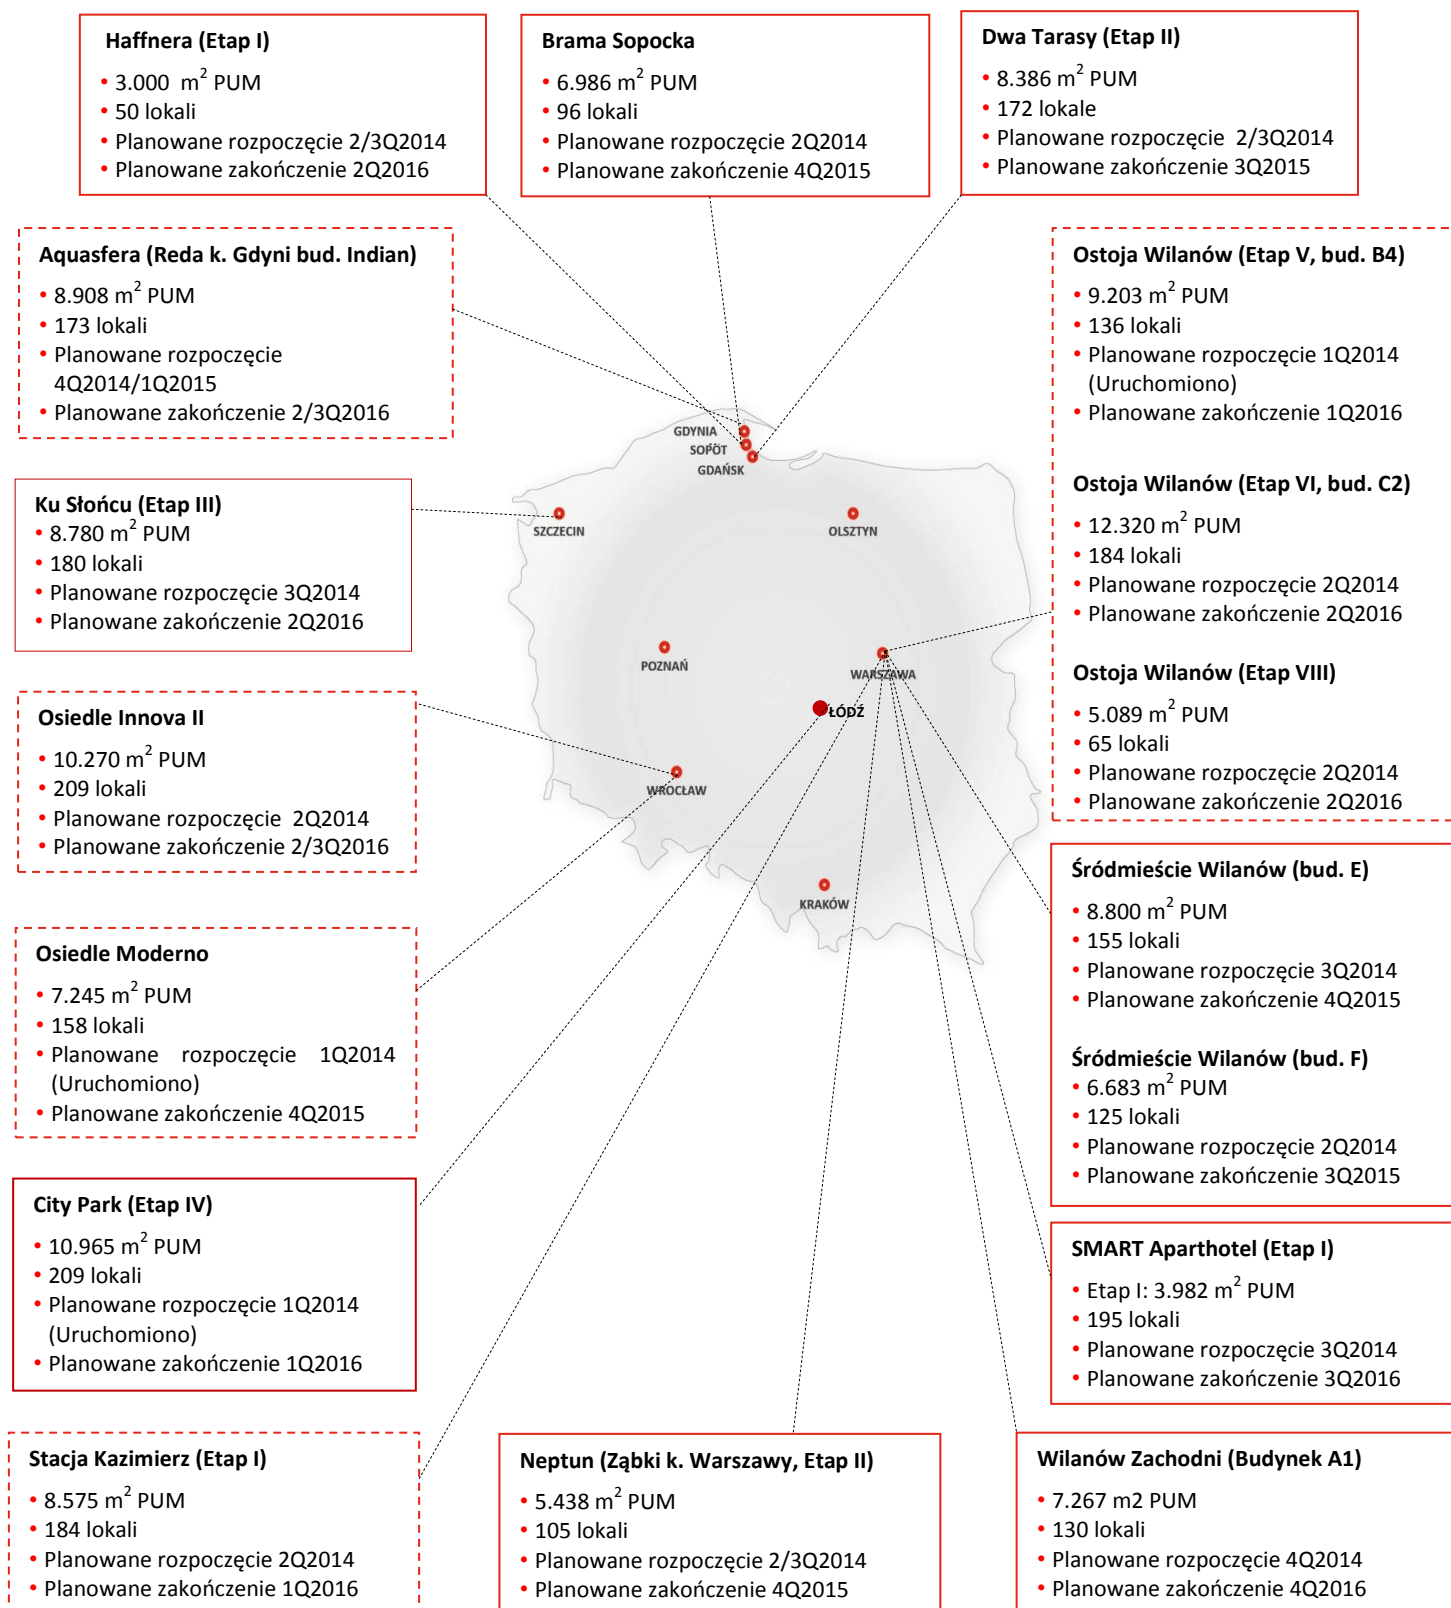 Haffnera (Etap I)
• 3.000 m² PUM
• 50 lokali
• Planowane rozpoczęcie 2/3Q2014
• Planowane zakończenie 2Q2016
Brama Sopocka
• 6.986 m² PUM
• 96 lokali
• Planowane rozpoczęcie 2Q2014
• Planowane zakończenie 4Q2015
Dwa Tarasy (Etap II)
• 8.386 m² PUM
• 172 lokale
• Planowane rozpoczęcie 2/3Q2014
• Planowane zakończenie 3Q2015
Aquasfera (Reda k. Gdyni bud. Indian)
• 8.908 m² PUM
• 173 lokali
• Planowane rozpoczęcie
4Q2014/1Q2015
• Planowane zakończenie 2/3Q2016
Ostoja Wilanów (Etap V, bud. B4)
• 9.203 m² PUM
• 136 lokali
• Planowane rozpoczęcie 1Q2014
(Uruchomiono)
• Planowane zakończenie 1Q2016
Ostoja Wilanów (Etap VI, bud. C2)
• 12.320 m² PUM
• 184 lokali
• Planowane rozpoczęcie 2Q2014
• Planowane zakończenie 2Q2016
Ostoja Wilanów (Etap VIII)
• 5.089 m² PUM
• 65 lokali
• Planowane rozpoczęcie 2Q2014
• Planowane zakończenie 2Q2016
GDYNIA
SOPOT
GDAŃSK
SZCZECIN
OLSZTYN
POZNAŃ
WARSZAWA
ŁÓDŹ
WROCŁAW
KRAKÓW
Ku Słońcu (Etap III)
• 8.780 m² PUM
• 180 lokali
• Planowane rozpoczęcie 3Q2014
• Planowane zakończenie 2Q2016
Osiedle Innova II
• 10.270 m² PUM
• 209 lokali
• Planowane rozpoczęcie 2Q2014
• Planowane zakończenie 2/3Q2016
Osiedle Moderno
• 7.245 m² PUM
• 158 lokali
• Planowane rozpoczęcie 1Q2014
(Uruchomiono)
• Planowane zakończenie 4Q2015
Śródmieście Wilanów (bud. E)
• 8.800 m² PUM
• 155 lokali
• Planowane rozpoczęcie 3Q2014
• Planowane zakończenie 4Q2015
Śródmieście Wilanów (bud. F)
• 6.683 m² PUM
• 125 lokali
• Planowane rozpoczęcie 2Q2014
• Planowane zakończenie 3Q2015
City Park (Etap IV)
• 10.965 m² PUM
• 209 lokali
• Planowane rozpoczęcie 1Q2014
(Uruchomiono)
• Planowane zakończenie 1Q2016
SMART Aparthotel (Etap I)
• Etap I: 3.982 m² PUM
• 195 lokali
• Planowane rozpoczęcie 3Q2014
• Planowane zakończenie 3Q2016
Stacja Kazimierz (Etap I)
• 8.575 m² PUM
• 184 lokali
• Planowane rozpoczęcie 2Q2014
• Planowane zakończenie 1Q2016
Neptun (Ząbki k. Warszawy, Etap II)
• 5.438 m² PUM
• 105 lokali
• Planowane rozpoczęcie 2/3Q2014
• Planowane zakończenie 4Q2015
Wilanów Zachodni (Budynek A1)
• 7.267 m2 PUM
• 130 lokali
• Planowane rozpoczęcie 4Q2014
• Planowane zakończenie 4Q2016